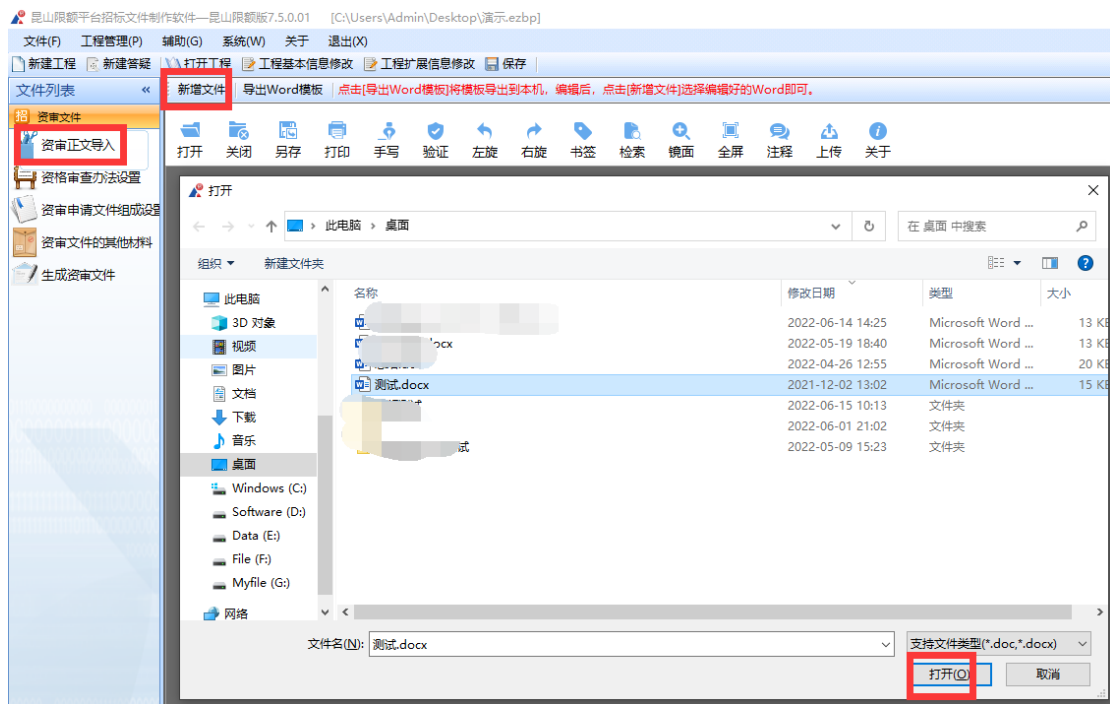 昆山限额平台招标文件制作软件—昆山限额版7.5.0.01 [C:\Users\Admin\Desktop\演示.ezbp]
文件(F) 工程管理(P) 辅助(G) 系统(W) 关于 退出(X)
新建工程 新建答疑 打开工程 工程基本信息修改 工程扩展信息修改 保存
文件列表 « 新增文件 导出Word模板 点击[导出Word模板]将模板导出到本机，编辑后，点击[新增文件]选择编辑好的Word即可。
招 资审文件
资审正文导入
资格审查办法设置
资审申请文件组成设置
资审文件的其他材料
生成资审文件
打开 关闭 另存 打印 手写 验证 左旋 右旋 书签 检索 镜面 全屏 注释 上传 关于
打开
此电脑 › 桌面 在 桌面 中搜索
组织 新建文件夹
此电脑
3D 对象
视频
图片
文档
下载
音乐
桌面
Windows (C:)
Software (D:)
Data (E:)
File (F:)
Myfile (G:)
网络
名称 修改日期 类型 大小
2022-06-14 14:25 Microsoft Word ... 13 KB
ocx 2022-05-19 18:40 Microsoft Word ... 13 KB
2022-04-26 12:55 Microsoft Word ... 20 KB
测试.docx 2021-12-02 13:02 Microsoft Word ... 15 KB
2022-06-15 10:13 文件夹
2022-06-01 21:02 文件夹
试 2022-05-09 15:23 文件夹
文件名(N): 测试.docx 支持文件类型(*.doc,*.docx)
打开(O) 取消